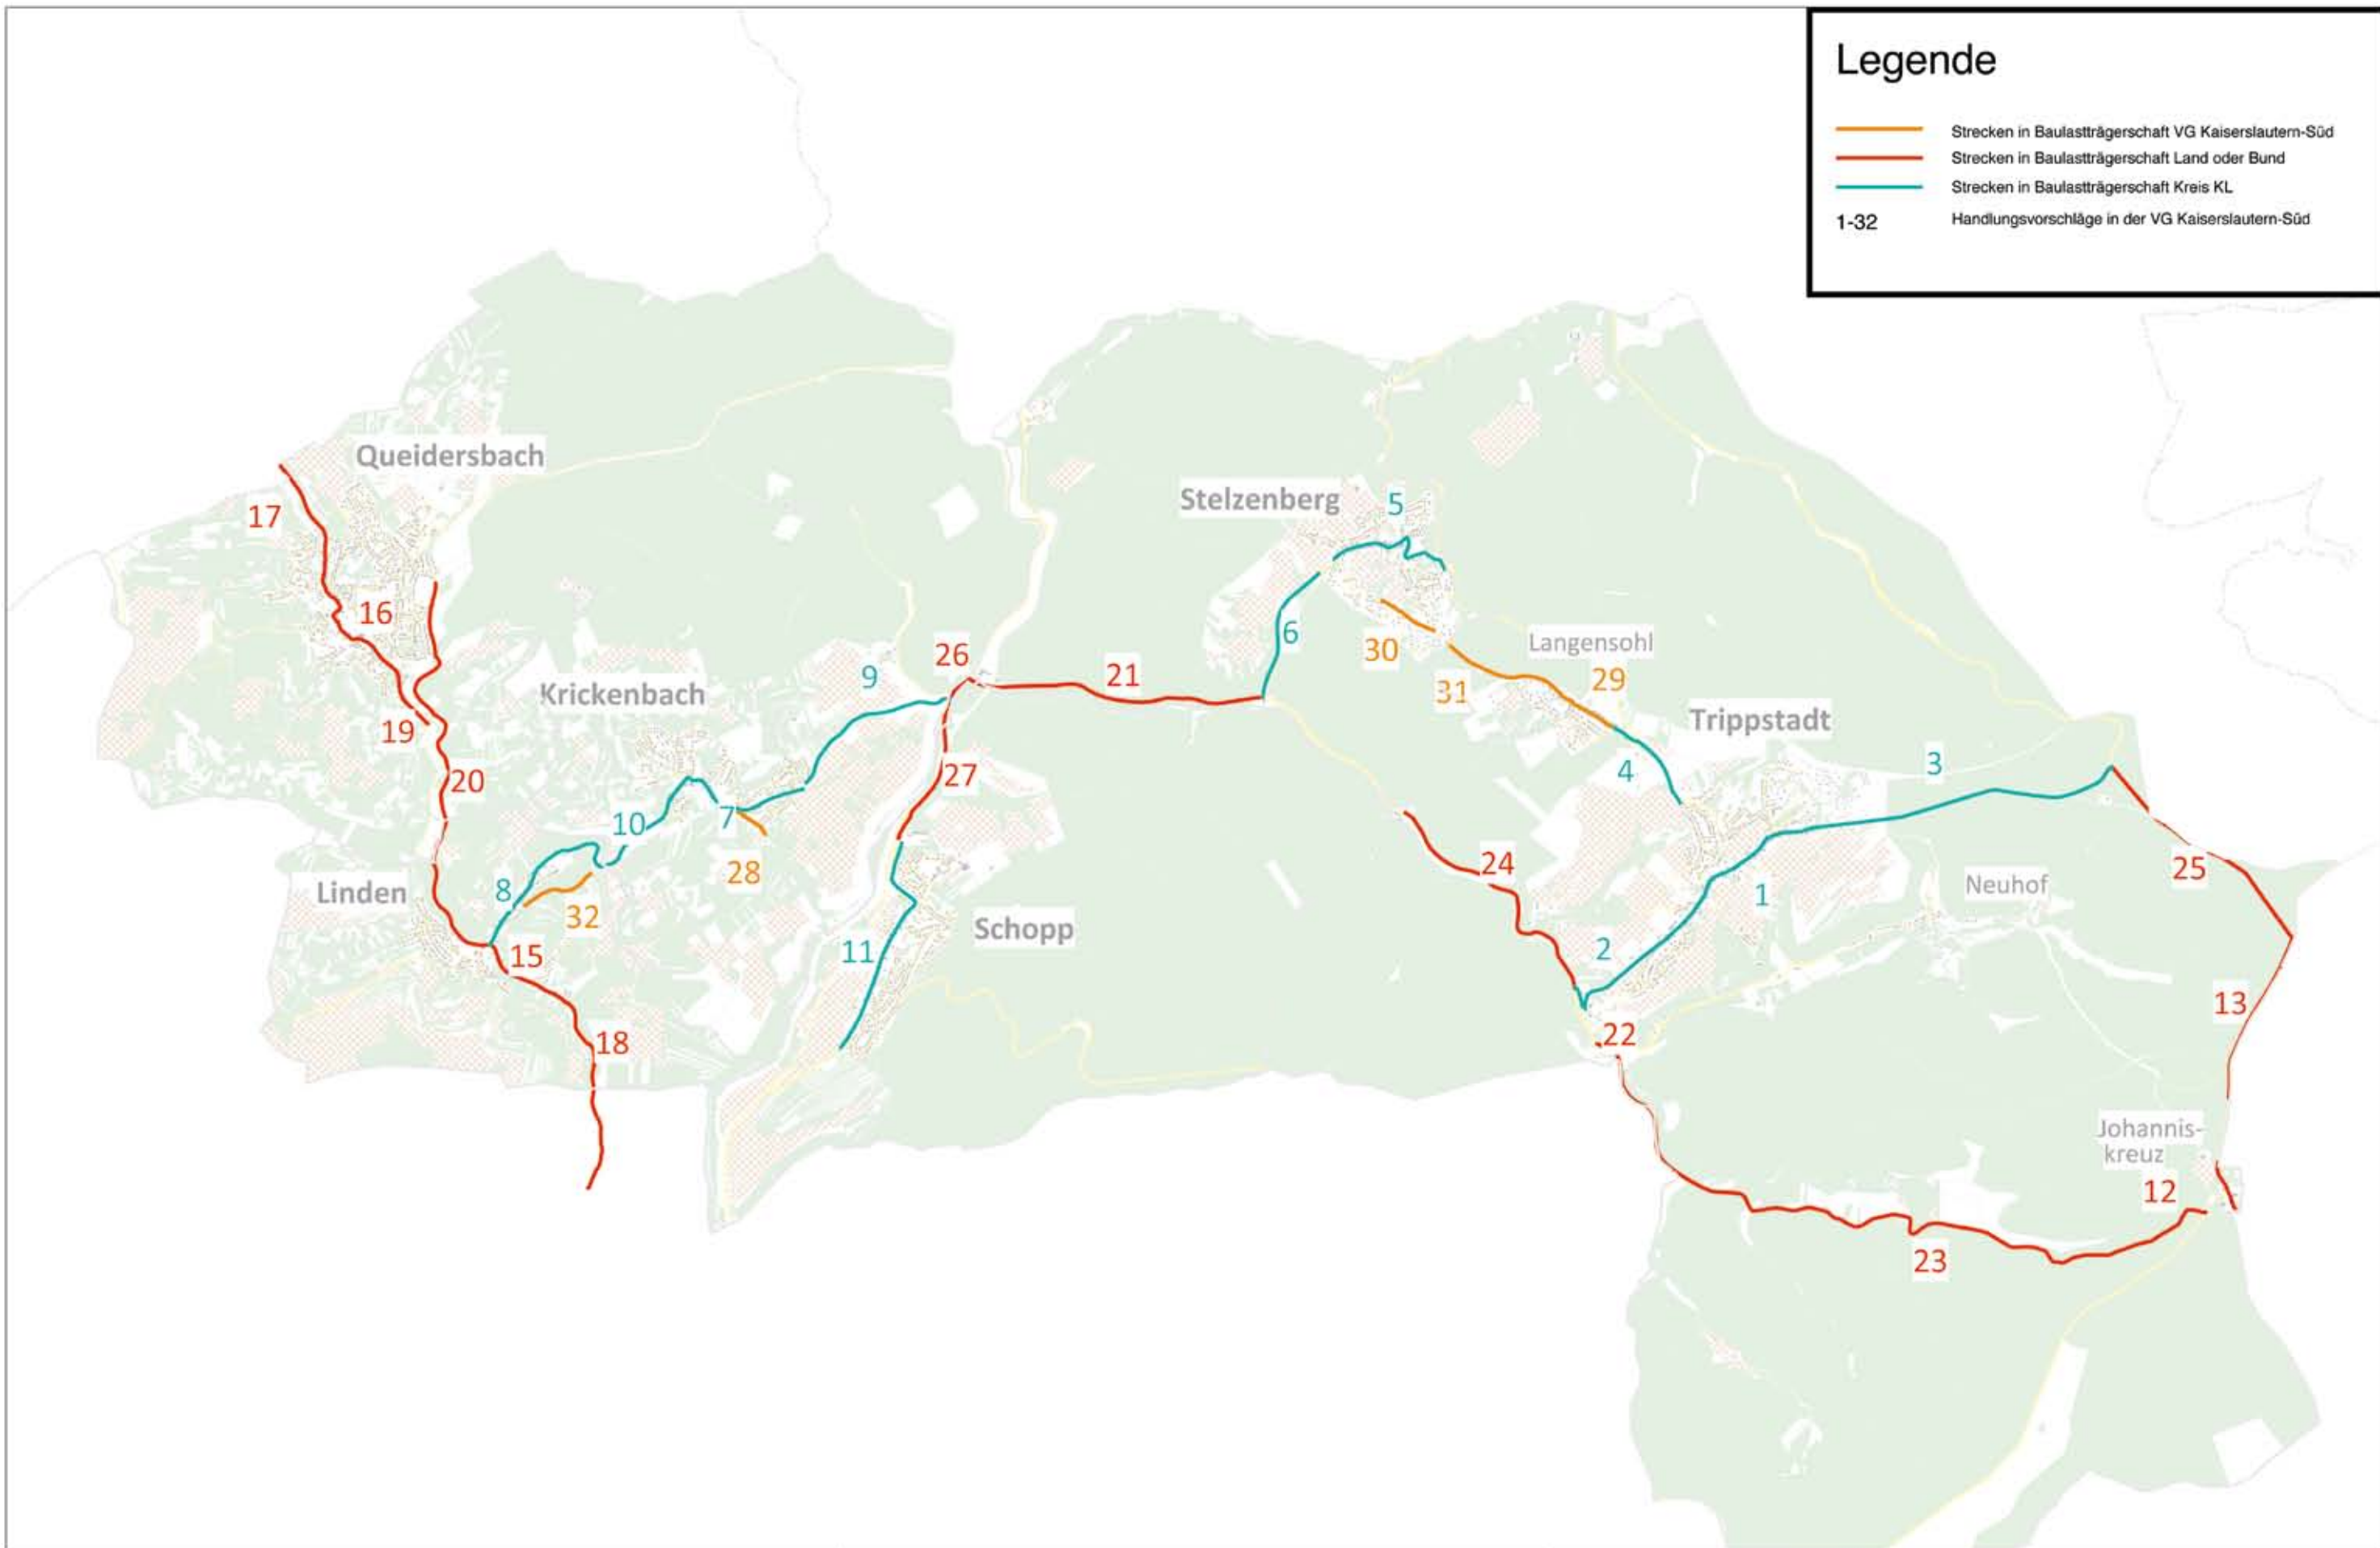 Legende
Strecken in Baulastträgerschaft VG Kaiserslautern-Süd
Strecken in Baulastträgerschaft Land oder Bund
Strecken in Baulastträgerschaft Kreis KL
1-32 Handlungsvorschläge in der VG Kaiserslautern-Süd
Queidersbach
17
Stelzenberg
5
16
6
30
Langensohl
26
9
21
29
31
Krickenbach
Trippstadt
19
20
27
4
3
10
7
28
24
25
Linden
8
32
1
Neuhof
Schopp
15
11
2
13
18
22
Johannis-
kreuz
12
23